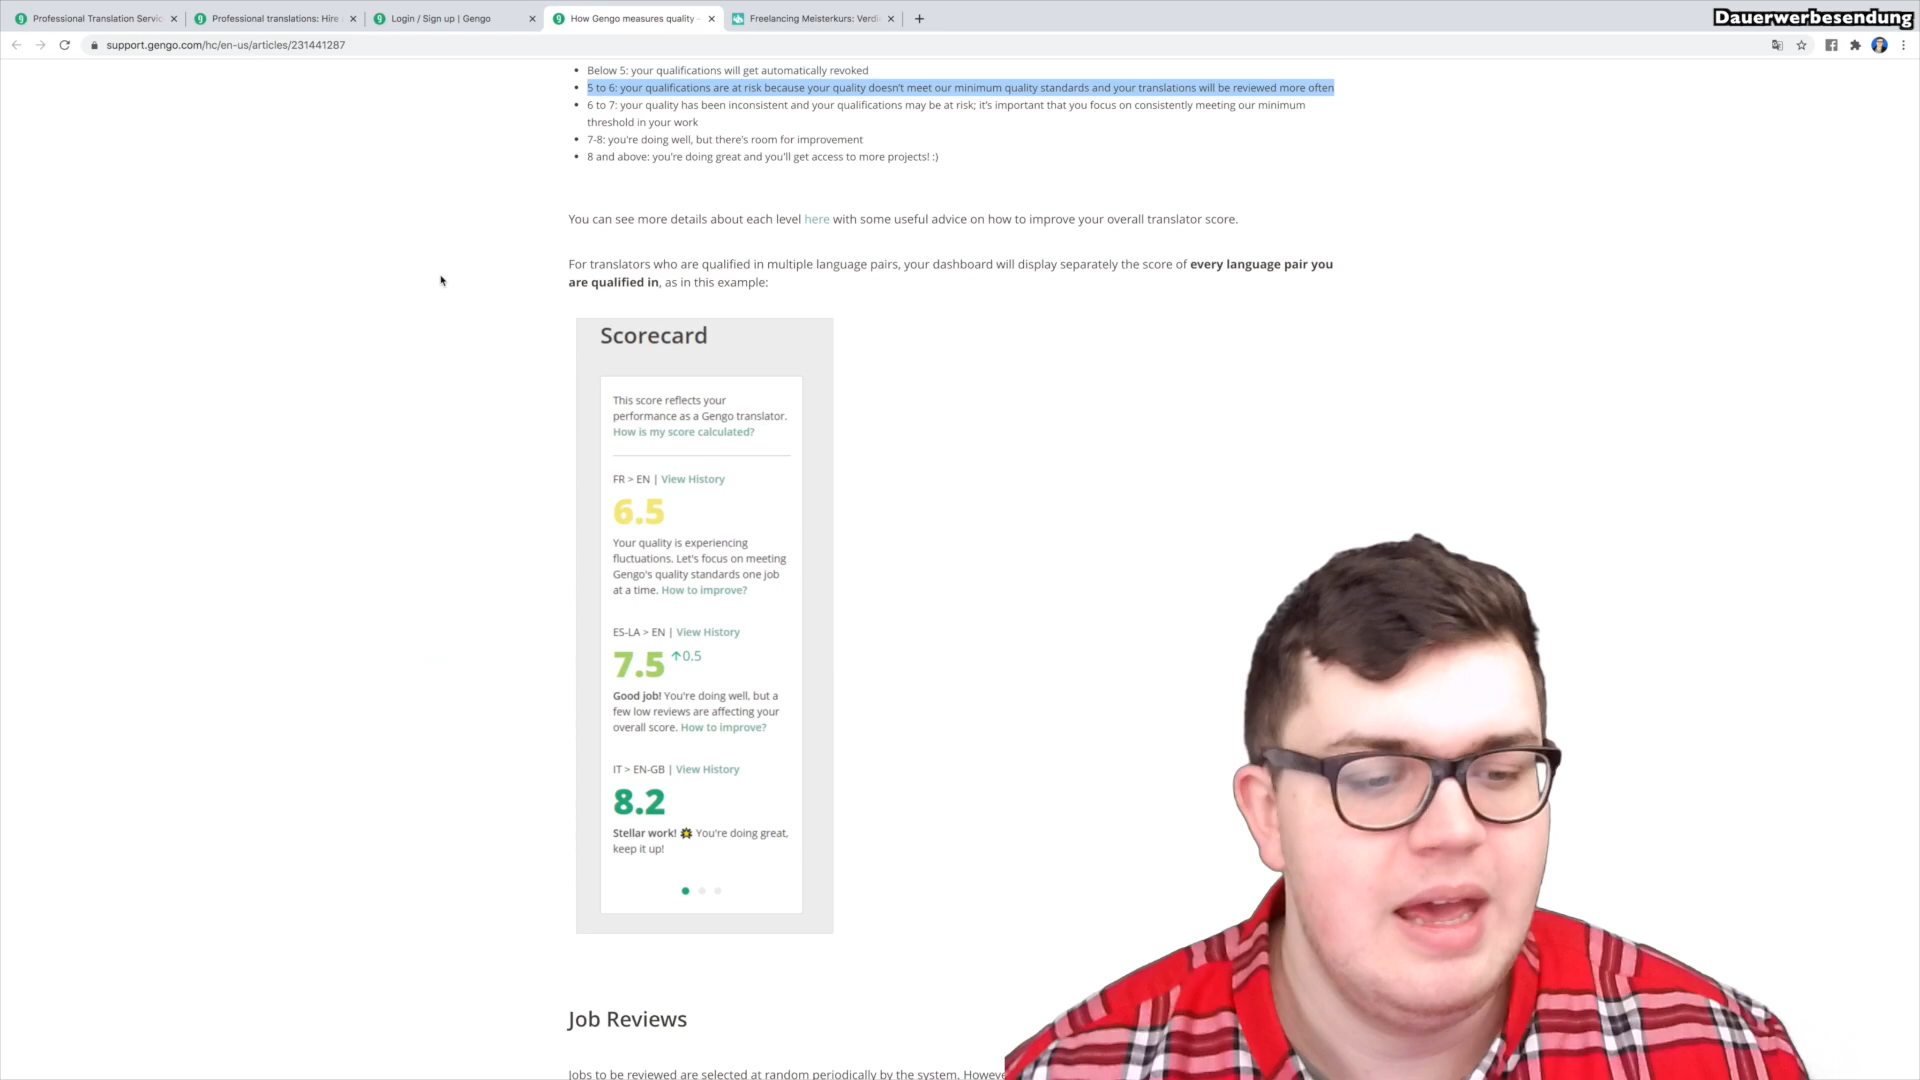 Professional Translation Servic
Professional translations: Hire
Login / Sign up | Gengo
How Gengo measures quality –
Freelancing Meisterkurs: Verdi
Dauerwerbesendung
support.gengo.com/hc/en-us/articles/231441287
Below 5: your qualifications will get automatically revoked
5 to 6: your qualifications are at risk because your quality doesn't meet our minimum quality standards and your translations will be reviewed more often
6 to 7: your quality has been inconsistent and your qualifications may be at risk; it's important that you focus on consistently meeting our minimum
threshold in your work
7-8: you're doing well, but there's room for improvement
8 and above: you're doing great and you'll get access to more projects! :)
You can see more details about each level here with some useful advice on how to improve your overall translator score.
For translators who are qualified in multiple language pairs, your dashboard will display separately the score of every language pair you
are qualified in, as in this example:
Scorecard
This score reflects your
performance as a Gengo translator.
How is my score calculated?
FR > EN | View History
6.5
Your quality is experiencing
fluctuations. Let's focus on meeting
Gengo's quality standards one job
at a time. How to improve?
ES-LA > EN | View History
7.5 ↑0.5
Good job! You're doing well, but a
few low reviews are affecting your
overall score. How to improve?
IT > EN-GB | View History
8.2
Stellar work! You're doing great,
keep it up!
Job Reviews
Jobs to be reviewed are selected at random periodically by the system. Howe